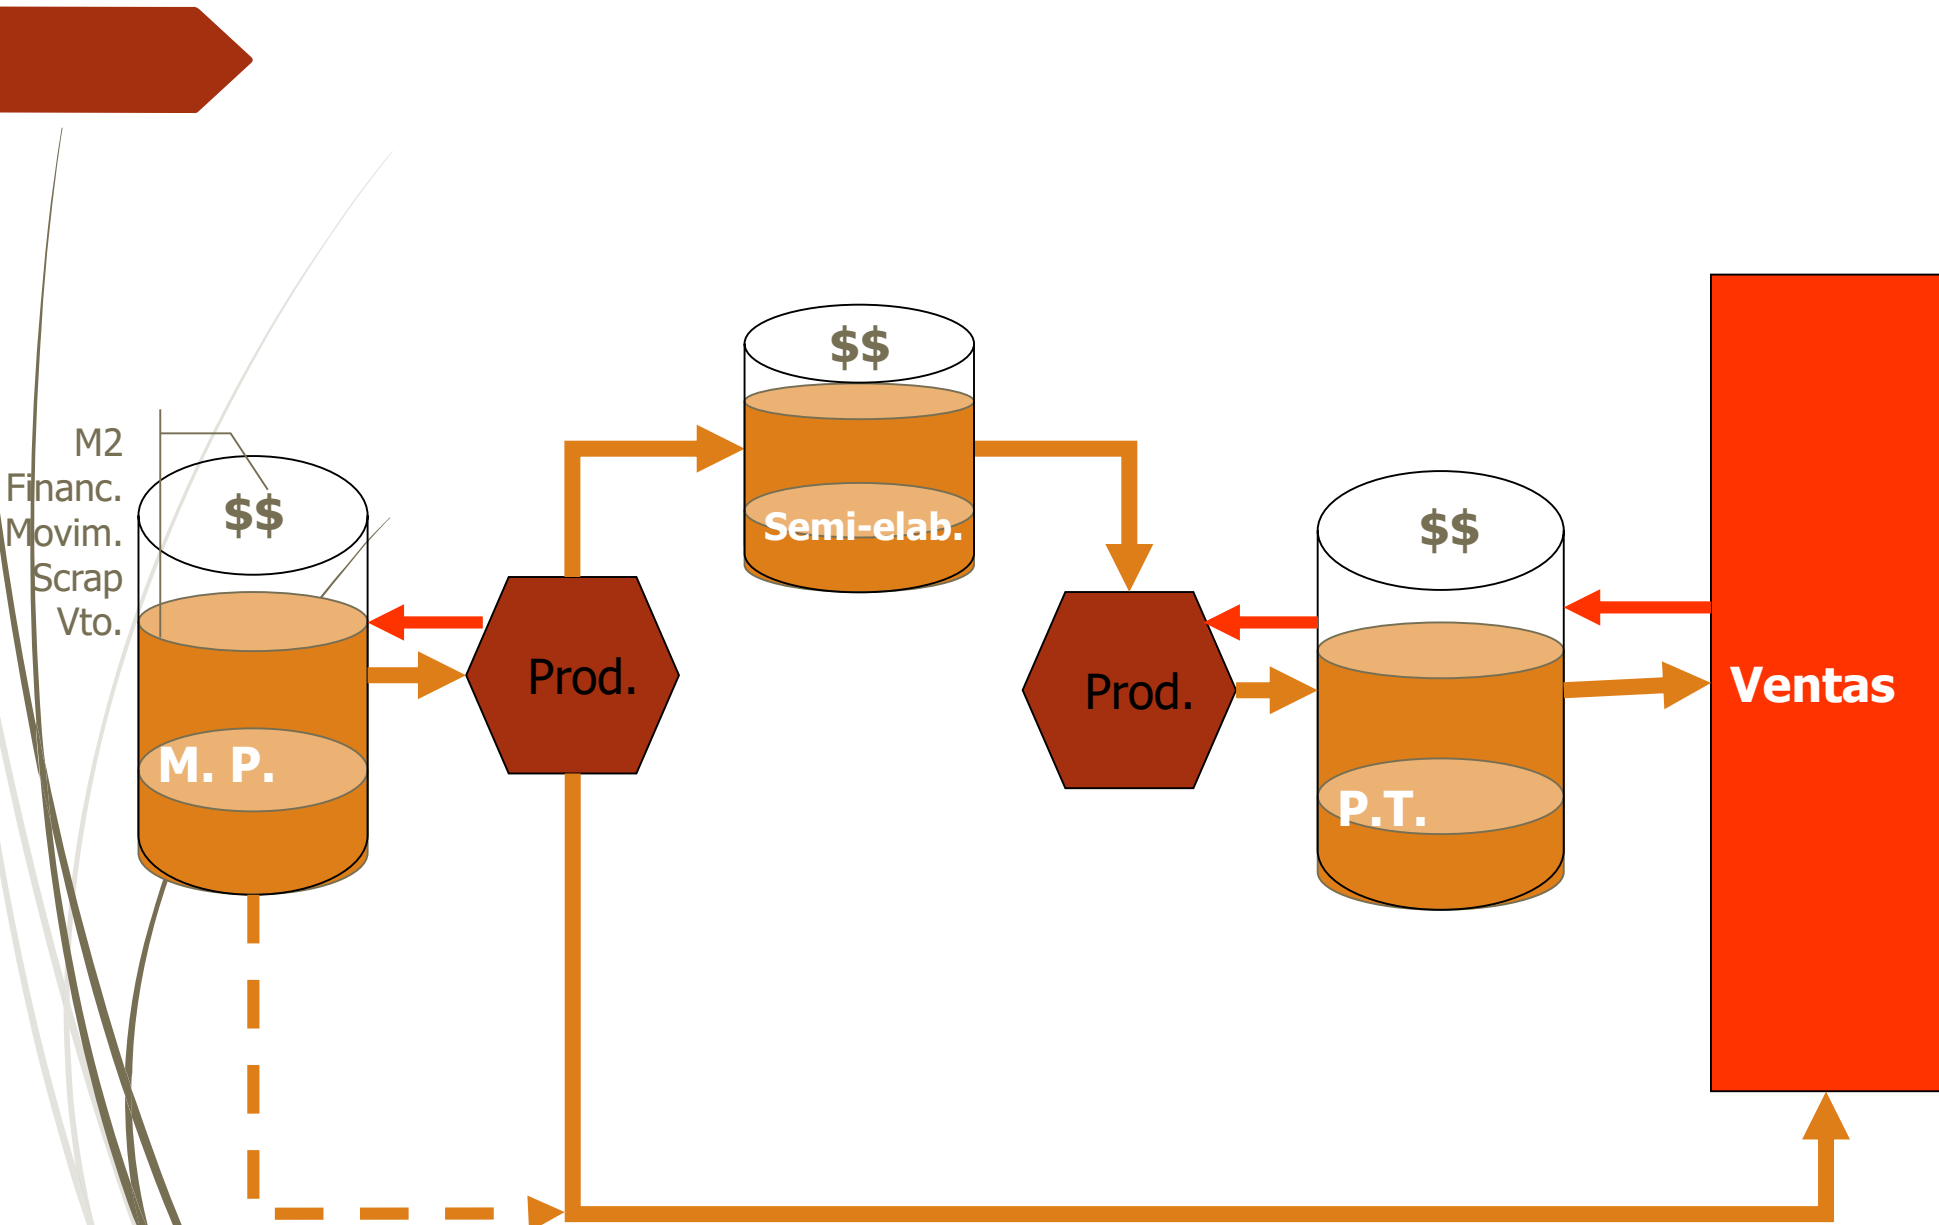 M2
Financ.
Movim.
Scrap
Vto.
$$
M. P.
Prod.
$$
Semi-elab.
Prod.
$$
P.T.
Ventas